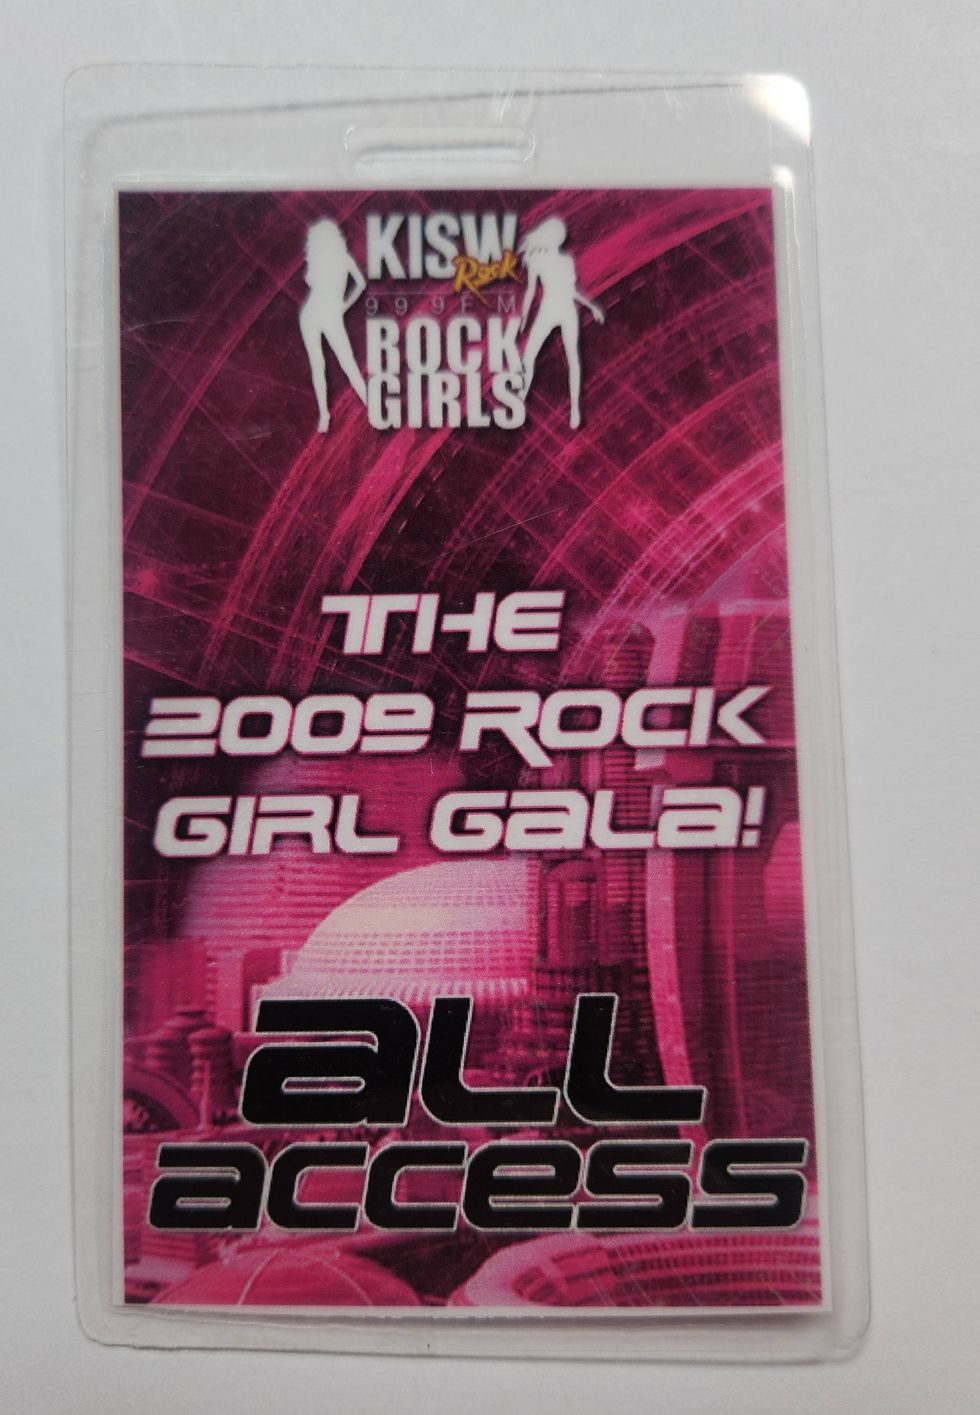 KISW
Rock
99.9FM
ROCK
GIRLS
THE
2009 ROCK
GIRL GALA!
ALL
ACCESS